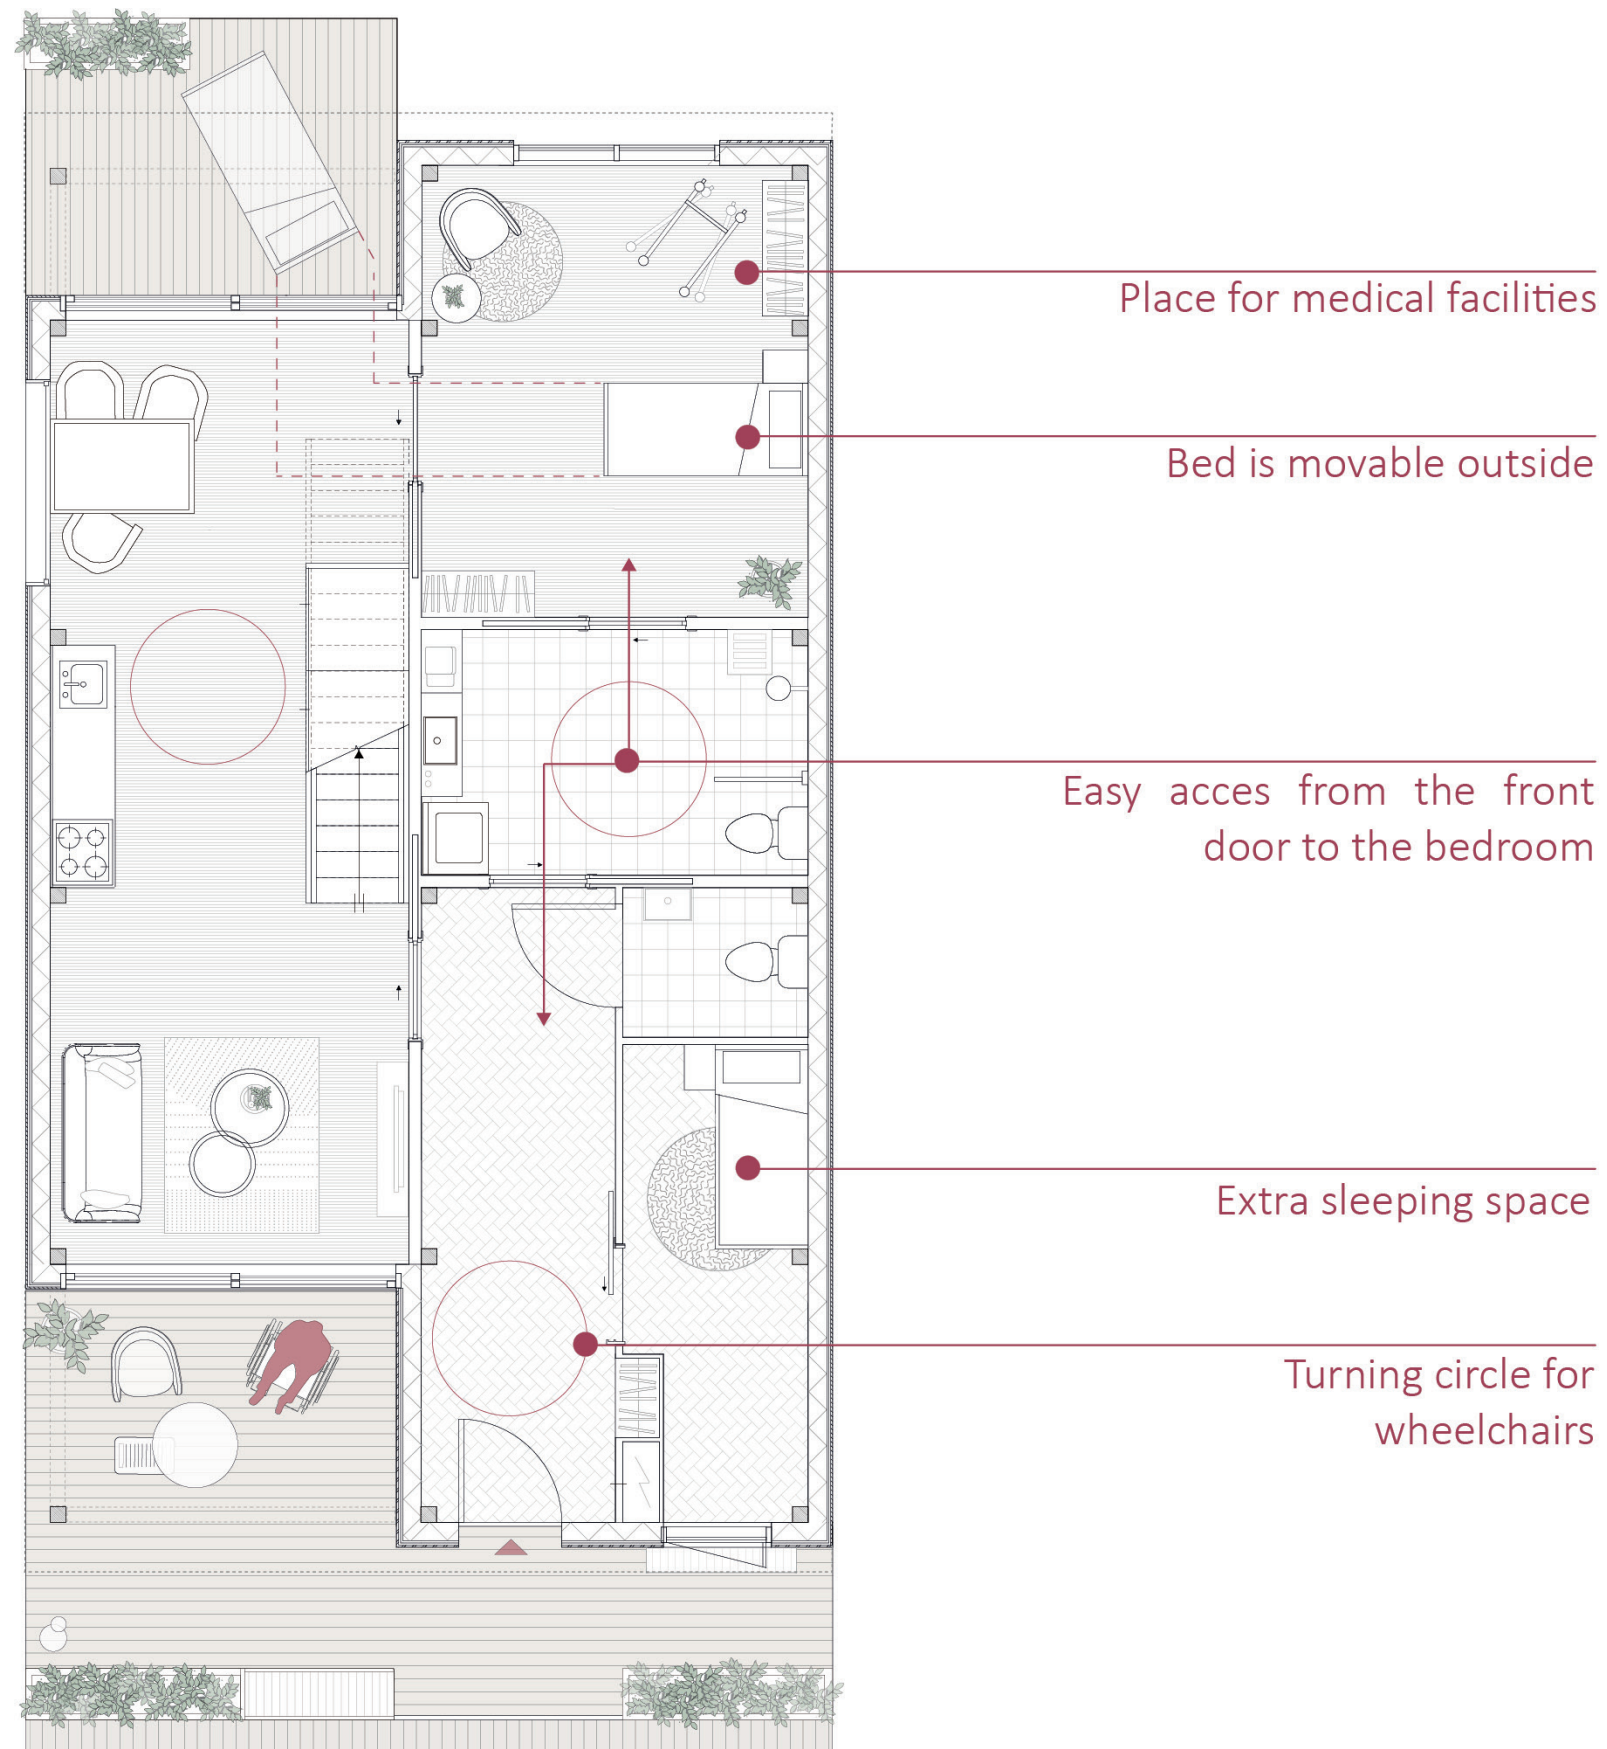 Place for medical facilities
Bed is movable outside
Easy acces from the front
door to the bedroom
Extra sleeping space
Turning circle for
wheelchairs